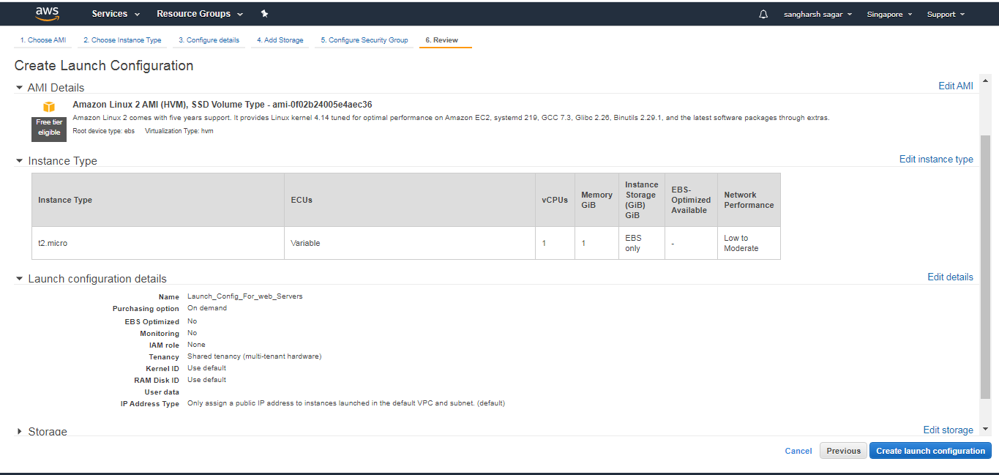 aws Services Resource Groups sangharsh sagar Singapore Support
1. Choose AMI 2. Choose Instance Type 3. Configure details 4. Add Storage 5. Configure Security Group 6. Review
Create Launch Configuration
AMI Details Edit AMI
Amazon Linux 2 AMI (HVM), SSD Volume Type - ami-0f02b24005e4aec36
Free tier eligible
Amazon Linux 2 comes with five years support. It provides Linux kernel 4.14 tuned for optimal performance on Amazon EC2, systemd 219, GCC 7.3, Glibc 2.26, Binutils 2.29.1, and the latest software packages through extras.
Root device type: ebs Virtualization Type: hvm
Instance Type Edit instance type
Instance Type ECUs vCPUs Memory GiB Instance Storage (GiB) GiB EBS-Optimized Available Network Performance
t2.micro Variable 1 1 EBS only - Low to Moderate
Launch configuration details Edit details
Name Launch_Config_For_web_Servers
Purchasing option On demand
EBS Optimized No
Monitoring No
IAM role None
Tenancy Shared tenancy (multi-tenant hardware)
Kernel ID Use default
RAM Disk ID Use default
User data
IP Address Type Only assign a public IP address to instances launched in the default VPC and subnet. (default)
Storage Edit storage
Cancel Previous Create launch configuration